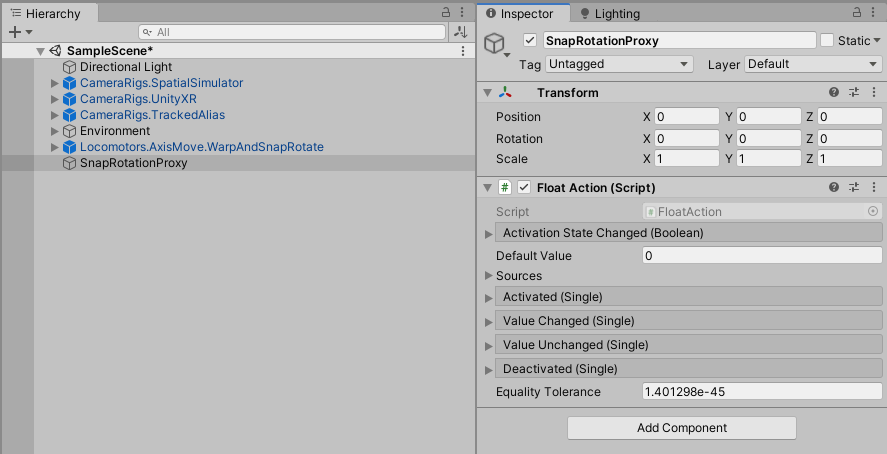 Hierarchy
All
SampleScene*
Directional Light
CameraRigs.SpatialSimulator
CameraRigs.UnityXR
CameraRigs.TrackedAlias
Environment
Locomotors.AxisMove.WarpAndSnapRotate
SnapRotationProxy
Inspector Lighting
SnapRotationProxy Static
Tag Untagged Layer Default
Transform
Position X 0 Y 0 Z 0
Rotation X 0 Y 0 Z 0
Scale X 1 Y 1 Z 1
# Float Action (Script)
Script # FloatAction
Activation State Changed (Boolean)
Default Value 0
Sources
Activated (Single)
Value Changed (Single)
Value Unchanged (Single)
Deactivated (Single)
Equality Tolerance 1.401298e-45
Add Component